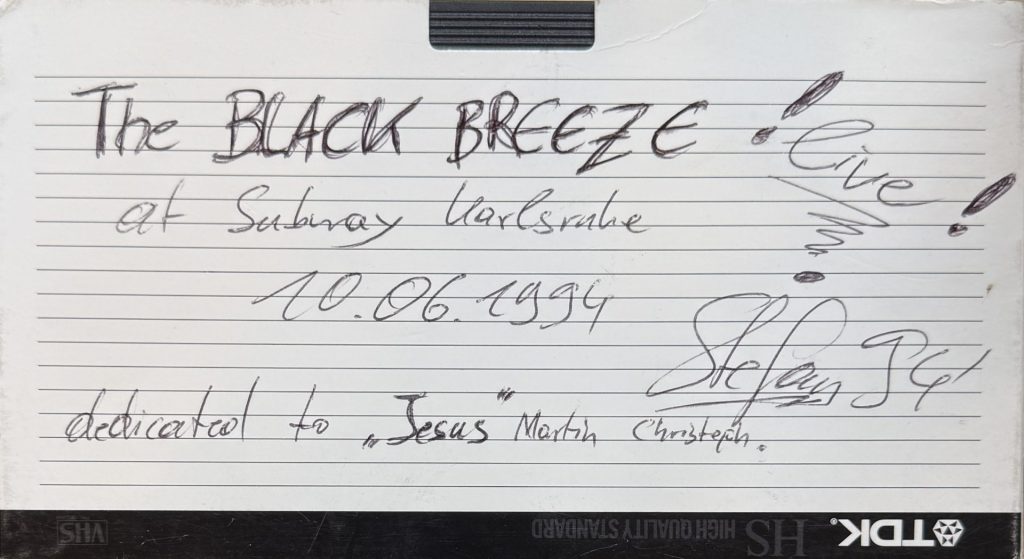 The BLACK BREEZE ! live !
at Subway Karlsruhe
10.06.1994
Stefan 94'
dedicated to „Jesus" Martin Christoph.
VHS
HIGH QUALITY STANDARD
HS
TDK®